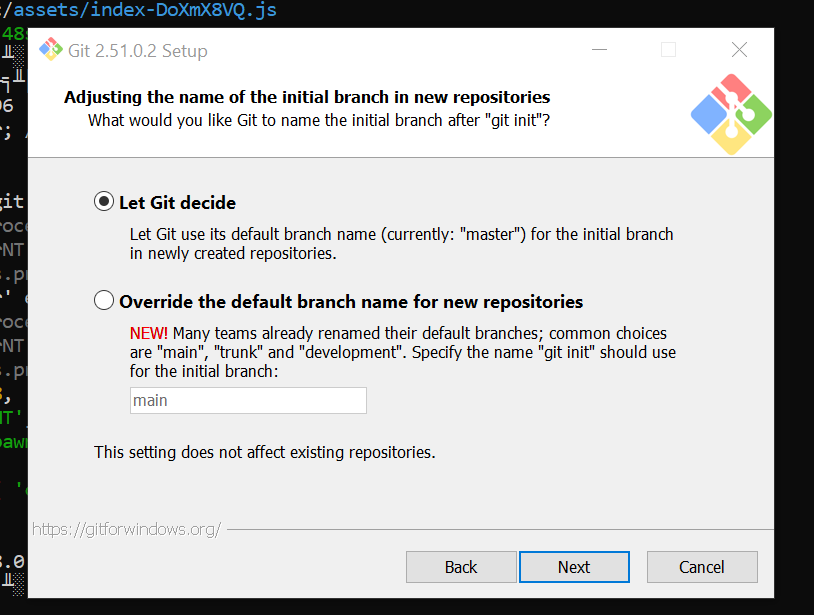 :/assets/index-DoXmX8VQ.js
Git 2.51.0.2 Setup
Adjusting the name of the initial branch in new repositories
What would you like Git to name the initial branch after "git init"?
Let Git decide
Let Git use its default branch name (currently: "master") for the initial branch
in newly created repositories.
Override the default branch name for new repositories
NEW! Many teams already renamed their default branches; common choices
are "main", "trunk" and "development". Specify the name "git init" should use
for the initial branch:
main
This setting does not affect existing repositories.
https://gitforwindows.org/
Back
Next
Cancel